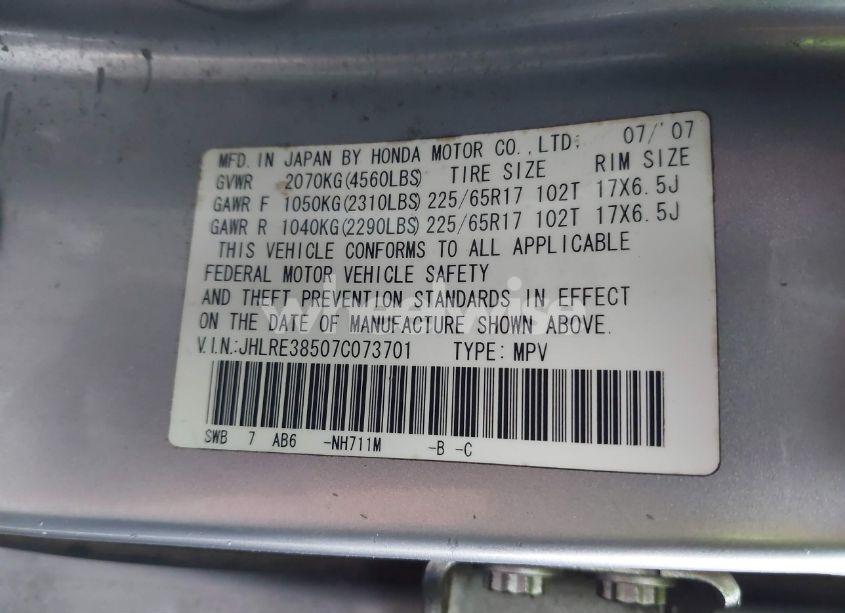 MFD. IN JAPAN BY HONDA MOTOR CO.,LTD. 07/'07
GVWR 2070KG(4560LBS) TIRE SIZE RIM SIZE
GAWR F 1050KG(2310LBS) 225/65R17 102T 17X6.5J
GAWR R 1040KG(2290LBS) 225/65R17 102T 17X6.5J
THIS VEHICLE CONFORMS TO ALL APPLICABLE
FEDERAL MOTOR VEHICLE SAFETY
AND THEFT PREVENTION STANDARDS IN EFFECT
ON THE DATE OF MANUFACTURE SHOWN ABOVE.
V.I.N.:JHLRE38507C073701 TYPE: MPV
SWB 7 AB6 -NH711M -B -C
wheelwise